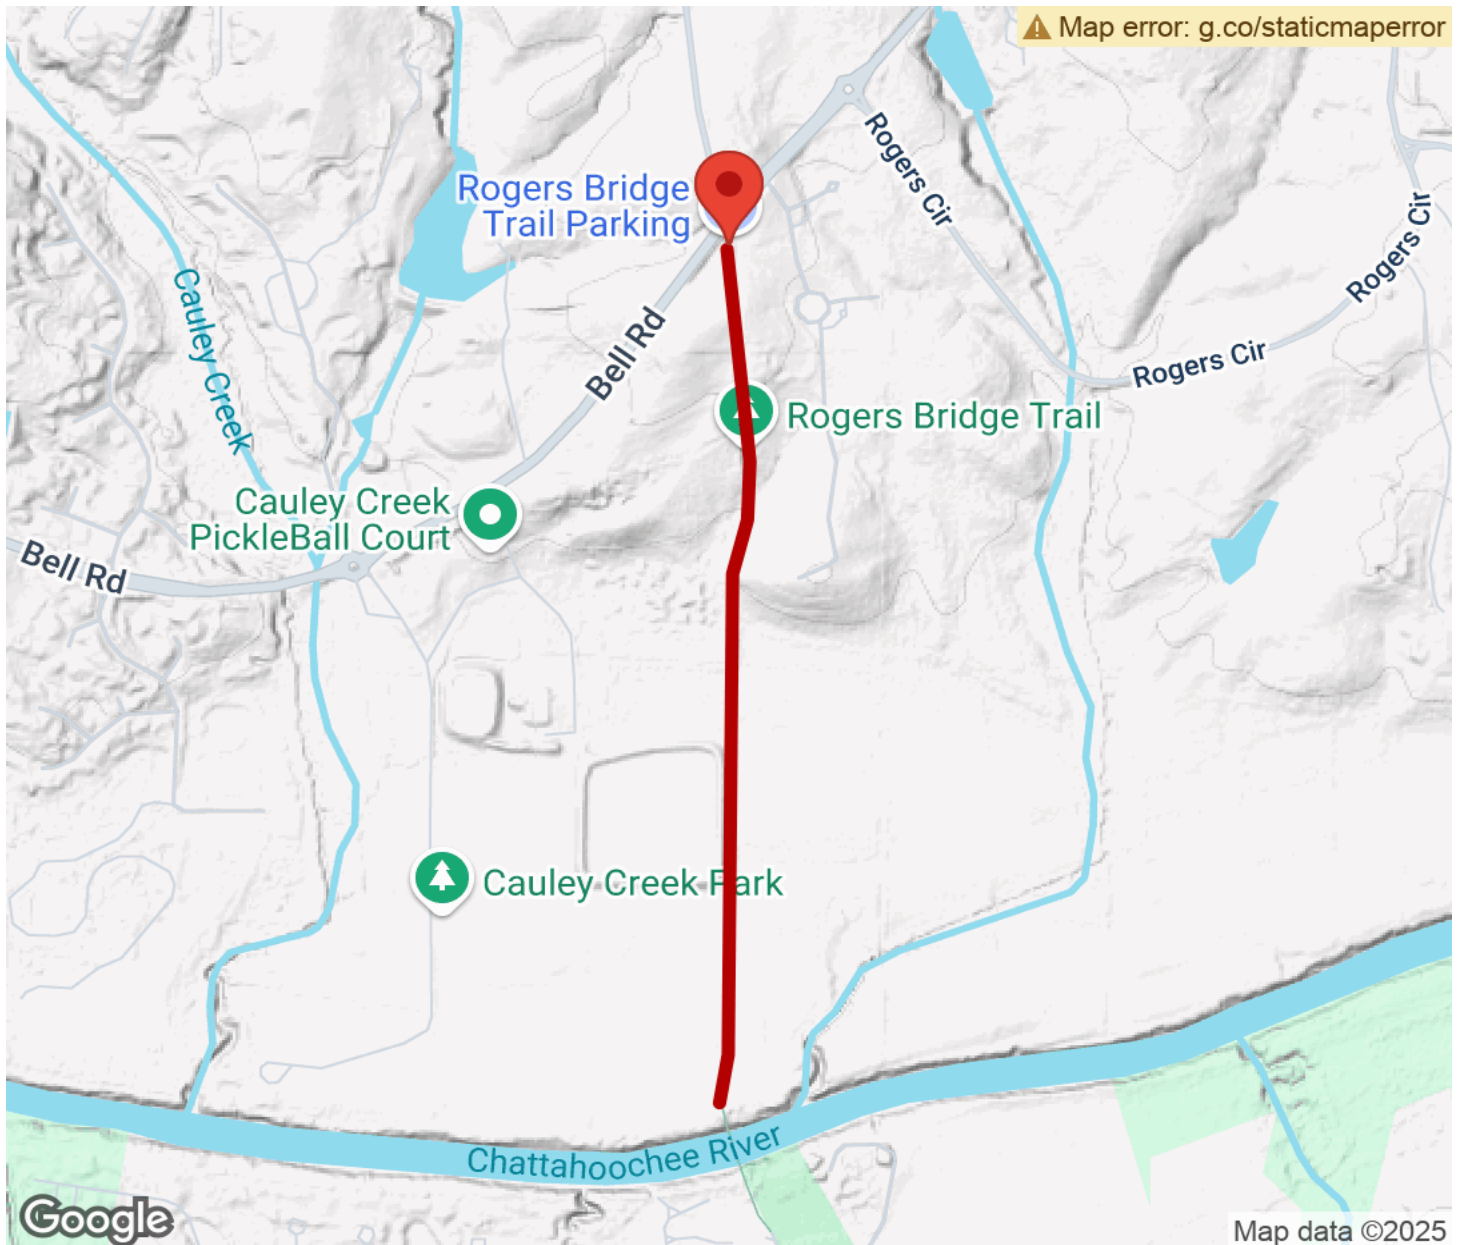 Map error: g.co/staticmaperror
Rogers Cir
Rogers Bridge
Trail Parking
Rogers Cir
Cauley Creek
Bell Rd
Rogers Cir
Rogers Bridge Trail
Cauley Creek
PickleBall Court
Bell Rd
Cauley Creek Park
Chattahoochee River
Google
Map data ©2025